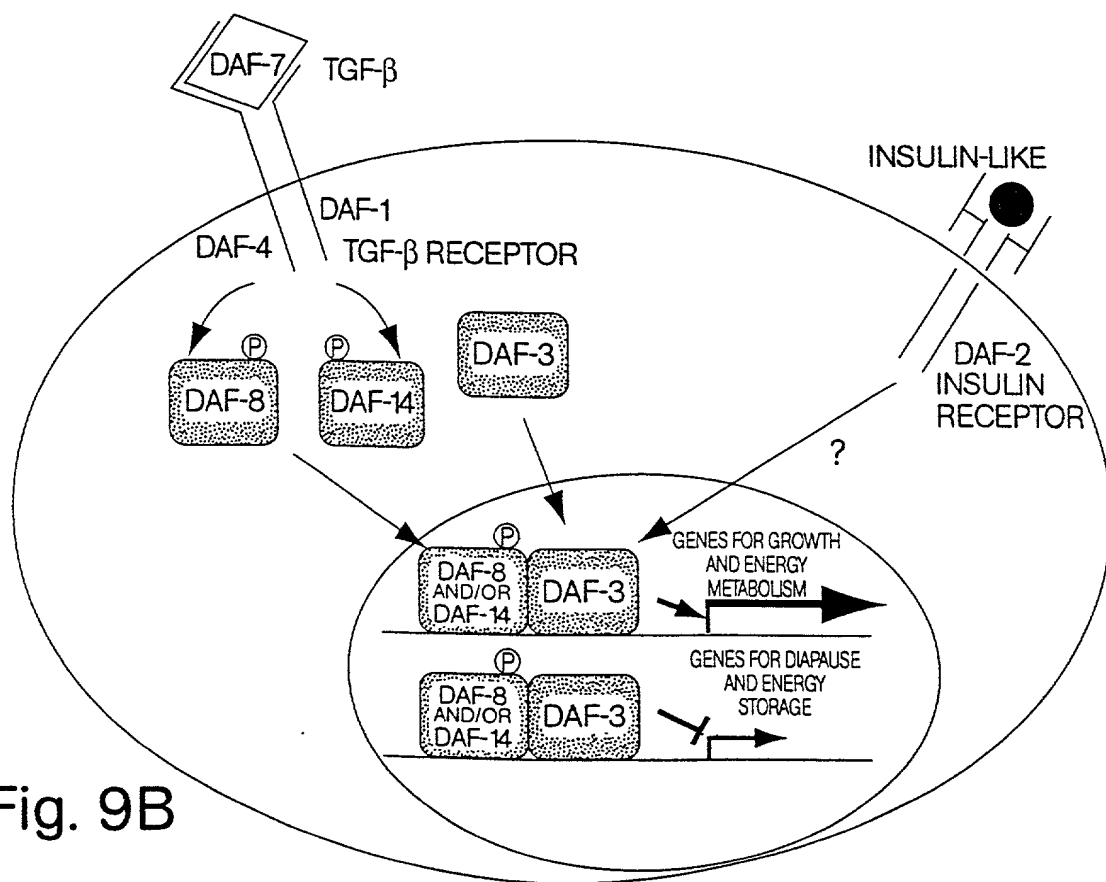 DAF-7
TGF-β
INSULIN-LIKE
DAF-1
DAF-4
TGF-β RECEPTOR
P
P
DAF-8
DAF-14
DAF-3
DAF-2
INSULIN
RECEPTOR
?
P
DAF-8
AND/OR
DAF-14
DAF-3
GENES FOR GROWTH
AND ENERGY
METABOLISM
P
DAF-8
AND/OR
DAF-14
DAF-3
GENES FOR DIAPAUSE
AND ENERGY
STORAGE
Fig. 9B